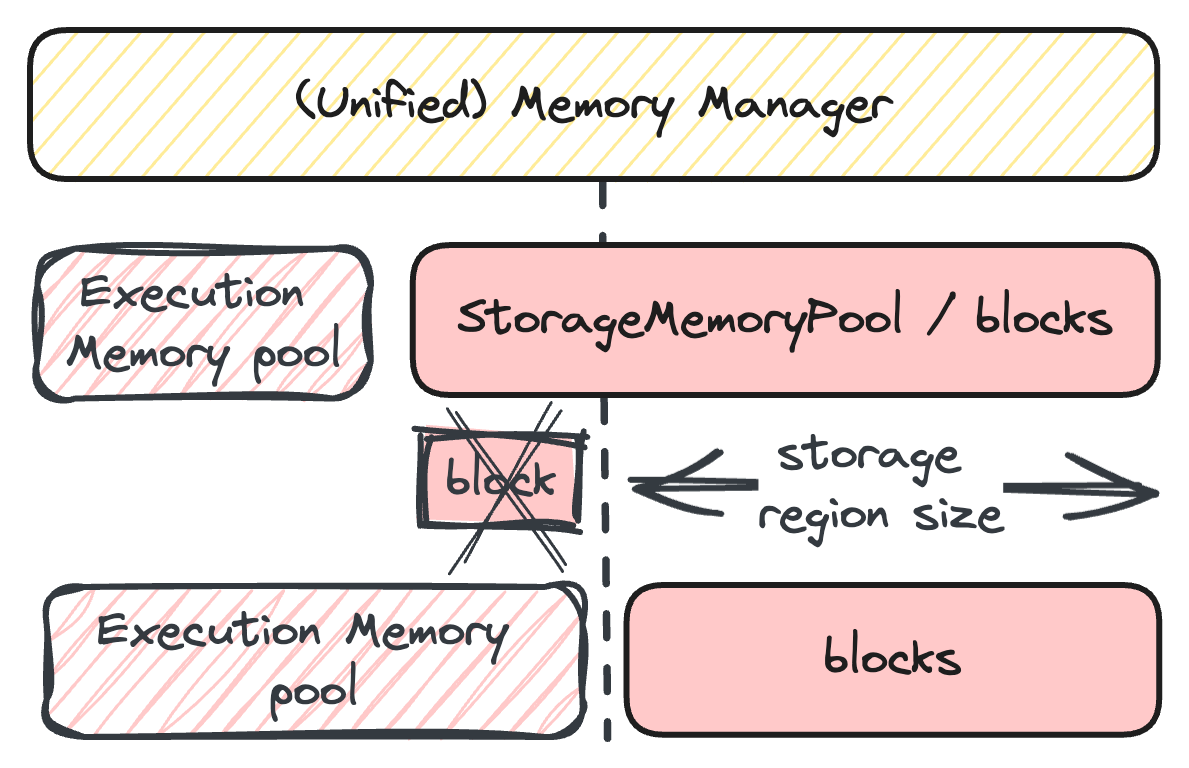 (Unified) Memory Manager
Execution
Memory pool
StorageMemoryPool / blocks
block
storage
region size
Execution Memory
pool
blocks